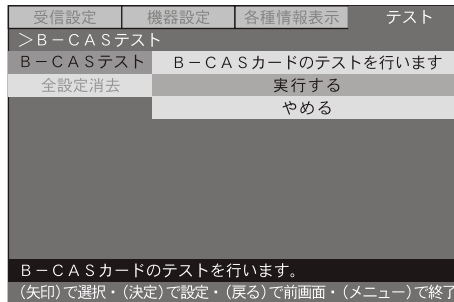 受信設定 機器設定 各種情報表示 テスト
＞B－CASテスト
B－CASテスト B－CASカードのテストを行います
全設定消去 実行する
やめる
B－CASカードのテストを行います。
(矢印)で選択・(決定)で設定・(戻る)で前画面・(メニュー)で終了